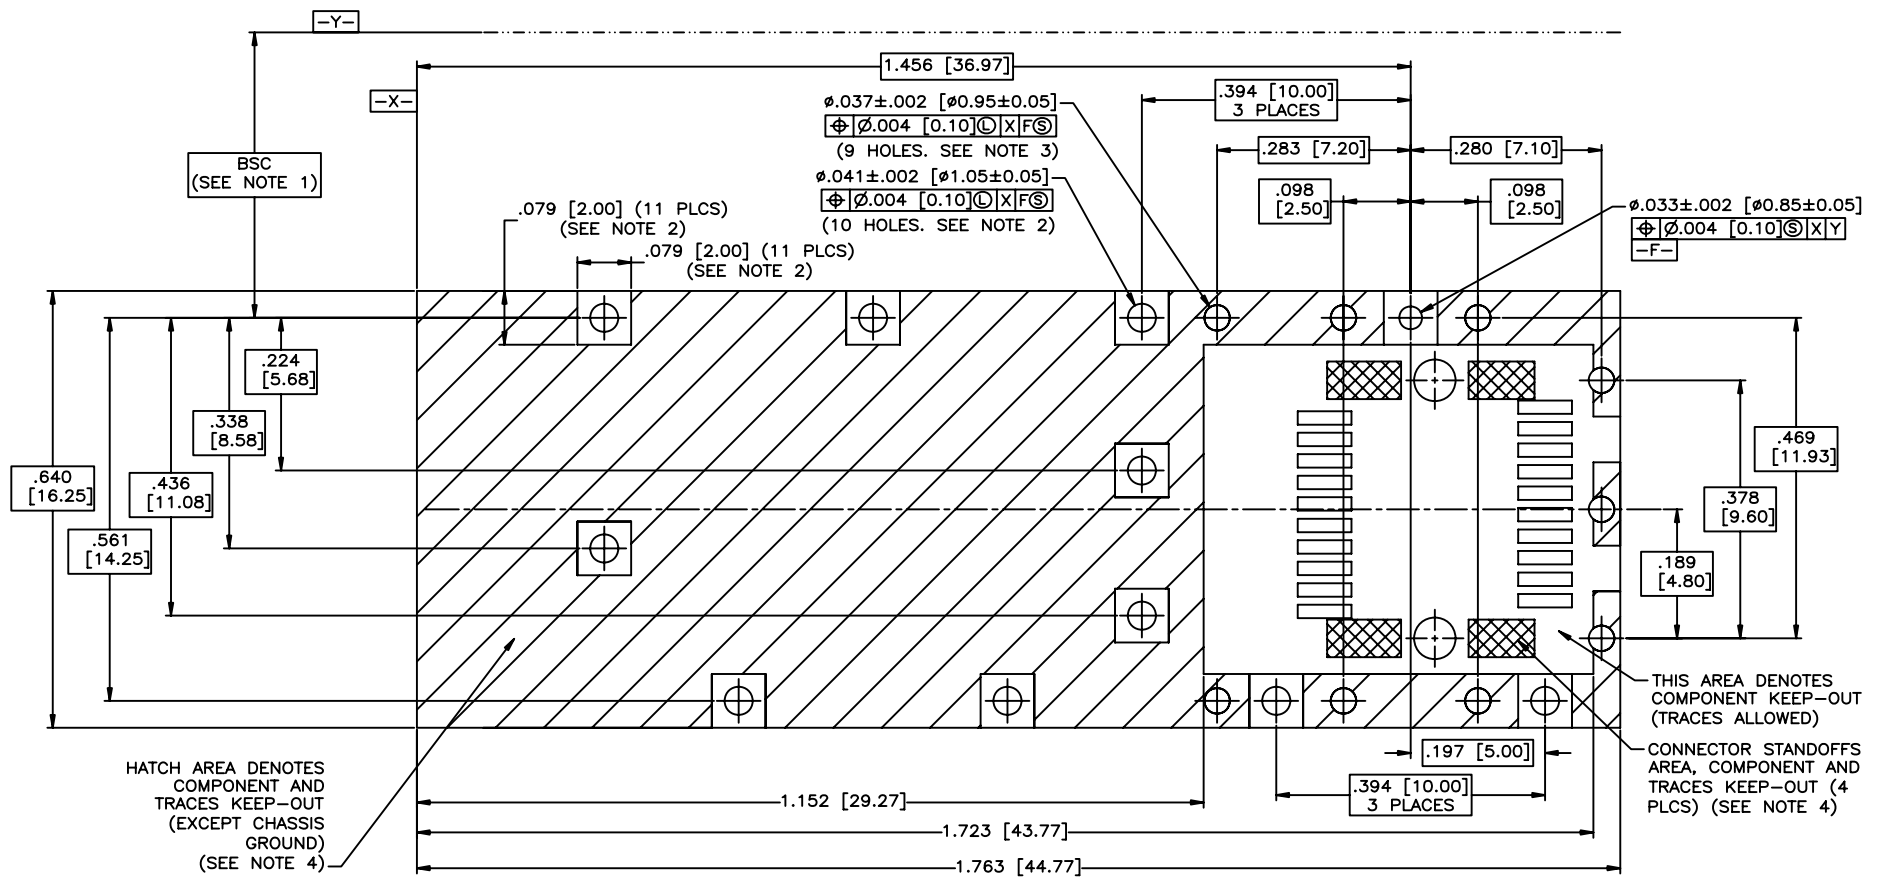 -Y-
1.456 [36.97]
-X-
.394 [10.00]
3 PLACES
ø.037±.002 [ø0.95±0.05]
⌖ Ø.004 [0.10]Ⓛ X FⓈ
(9 HOLES. SEE NOTE 3)
.283 [7.20]
.280 [7.10]
BSC
(SEE NOTE 1)
ø.041±.002 [ø1.05±0.05]
⌖ Ø.004 [0.10]Ⓛ X FⓈ
(10 HOLES. SEE NOTE 2)
.098
[2.50]
.098
[2.50]
ø.033±.002 [ø0.85±0.05]
⌖ Ø.004 [0.10]Ⓢ X Y
-F-
.079 [2.00] (11 PLCS)
(SEE NOTE 2)
.079 [2.00] (11 PLCS)
(SEE NOTE 2)
.224
[5.68]
.338
[8.58]
.436
[11.08]
.640
[16.25]
.561
[14.25]
.469
[11.93]
.378
[9.60]
.189
[4.80]
THIS AREA DENOTES
COMPONENT KEEP-OUT
(TRACES ALLOWED)
CONNECTOR STANDOFFS
AREA, COMPONENT AND
TRACES KEEP-OUT (4
PLCS) (SEE NOTE 4)
.197 [5.00]
.394 [10.00]
3 PLACES
HATCH AREA DENOTES
COMPONENT AND
TRACES KEEP-OUT
(EXCEPT CHASSIS
GROUND)
(SEE NOTE 4)
1.152 [29.27]
1.723 [43.77]
1.763 [44.77]